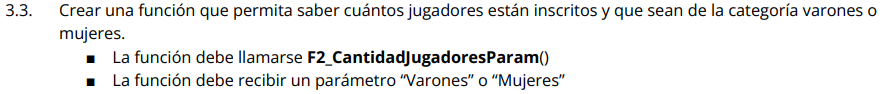 3.3. Crear una función que permita saber cuántos jugadores están inscritos y que sean de la categoría varones o
mujeres.
▪ La función debe llamarse F2_CantidadJugadoresParam()
▪ La función debe recibir un parámetro “Varones” o “Mujeres”